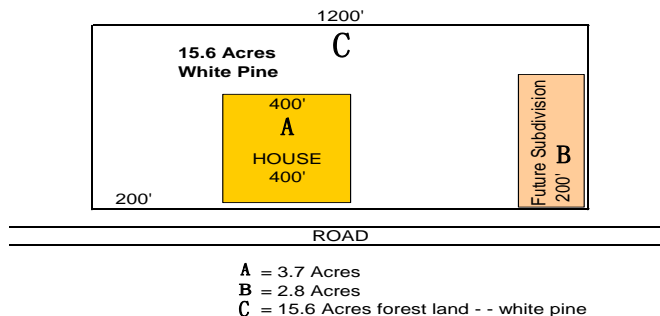 1200'
15.6 Acres
White Pine
C
400'
A
HOUSE
400'
Future Subdivision
200'
B
200'
ROAD
A = 3.7 Acres
B = 2.8 Acres
C = 15.6 Acres forest land - - white pine